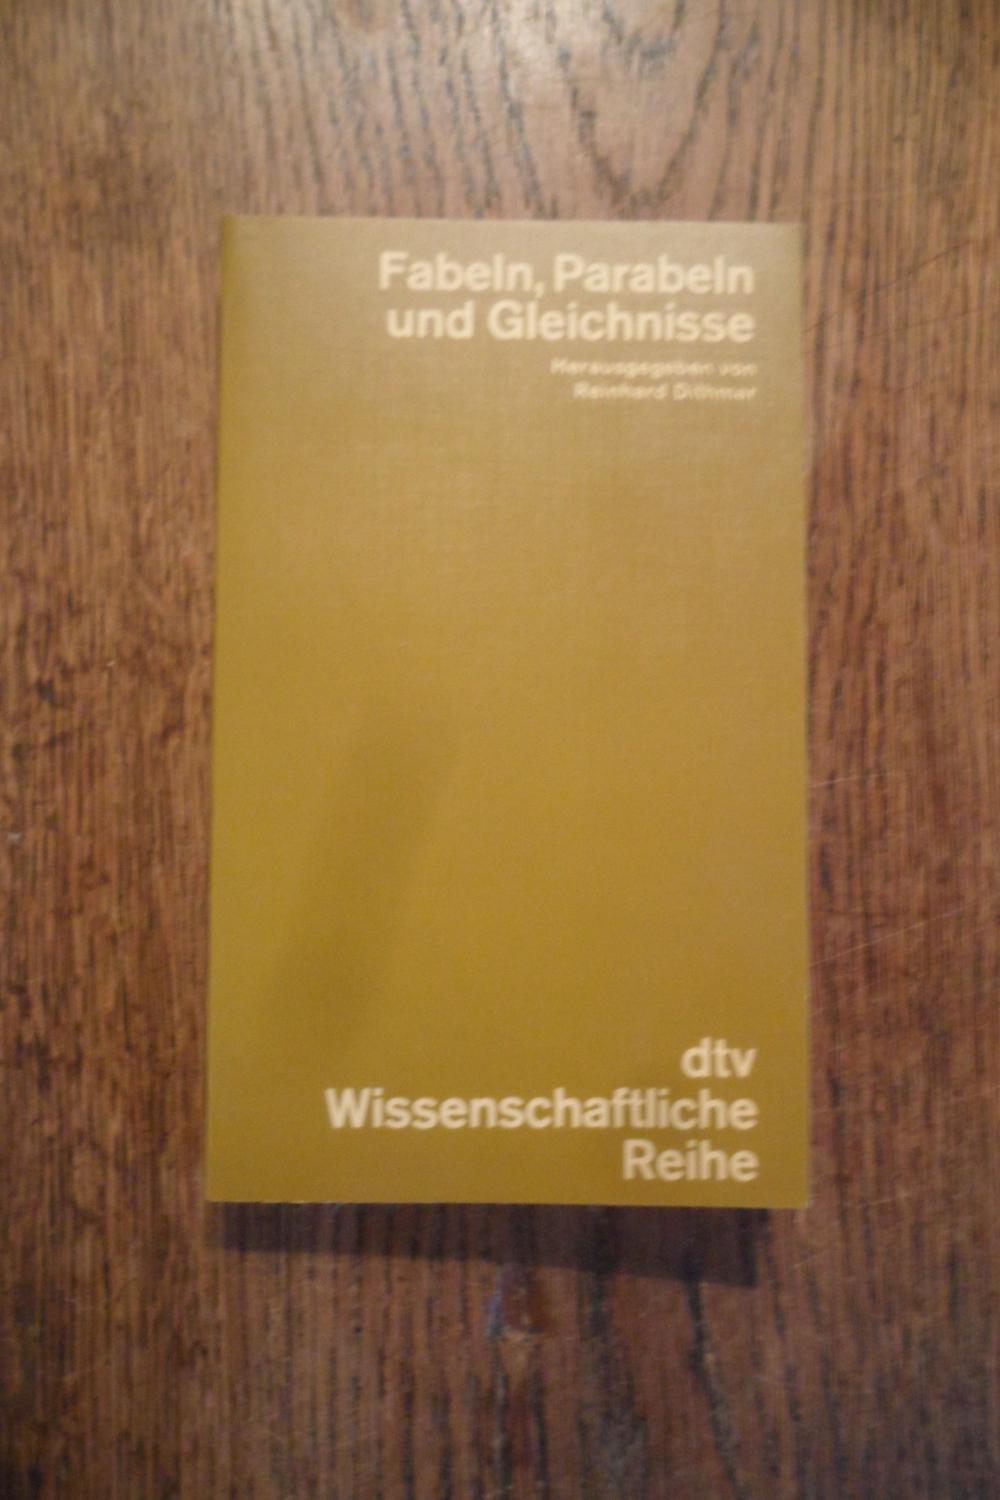 Fabeln, Parabeln
und Gleichnisse
Herausgegeben von
Reinhard Dithmar
dtv
Wissenschaftliche
Reihe